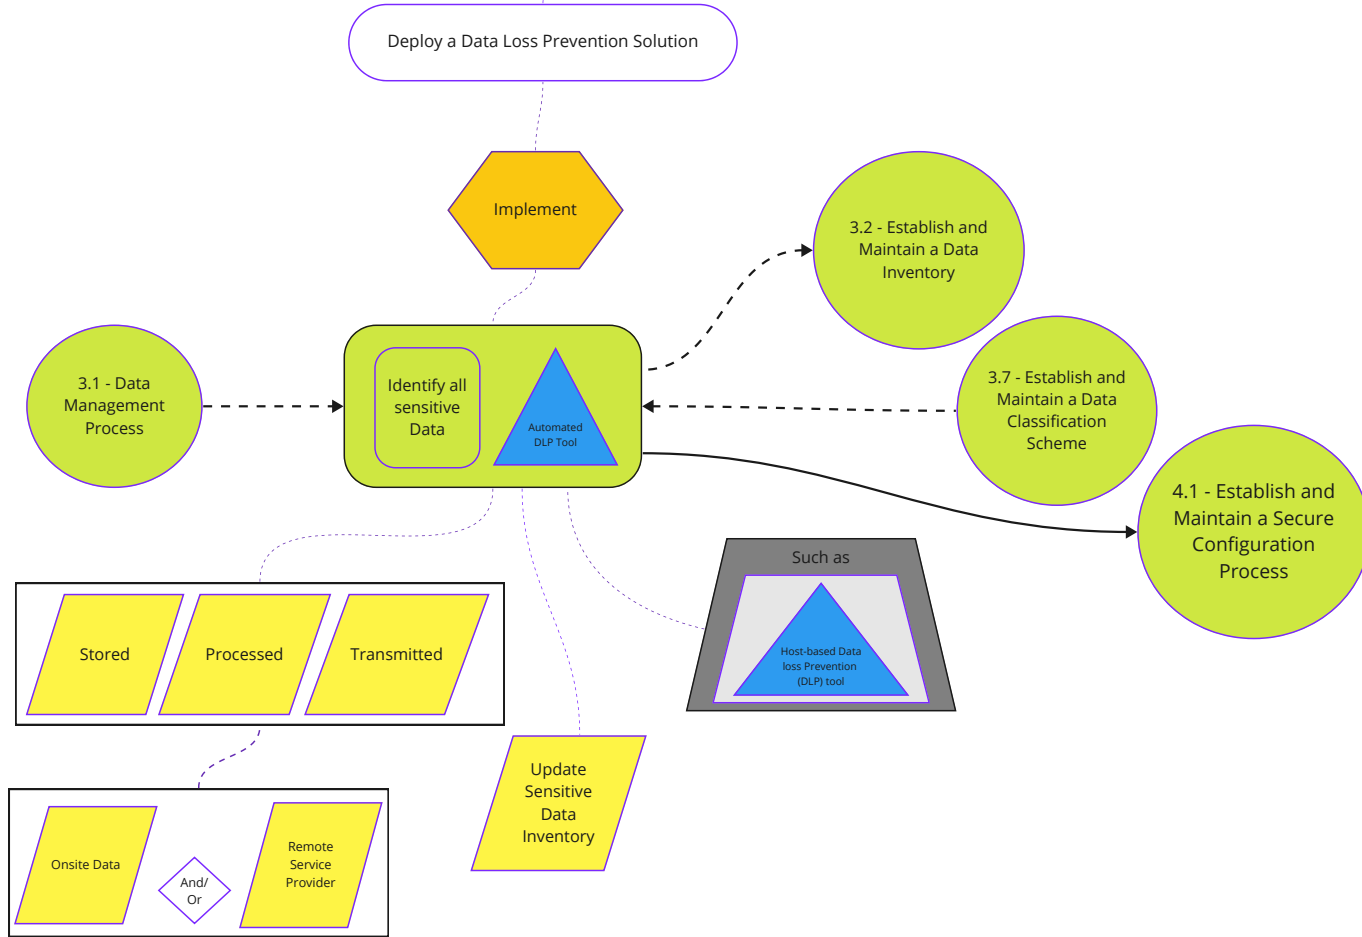 Deploy a Data Loss Prevention Solution
Implement
3.2 - Establish and
Maintain a Data
Inventory
3.1 - Data
Management
Process
Identify all
sensitive
Data
Automated
DLP Tool
3.7 - Establish and
Maintain a Data
Classification
Scheme
4.1 - Establish and
Maintain a Secure
Configuration
Process
Such as
Host-based Data
loss Prevention
(DLP) tool
Stored
Processed
Transmitted
Update
Sensitive
Data
Inventory
Onsite Data
And/
Or
Remote
Service
Provider